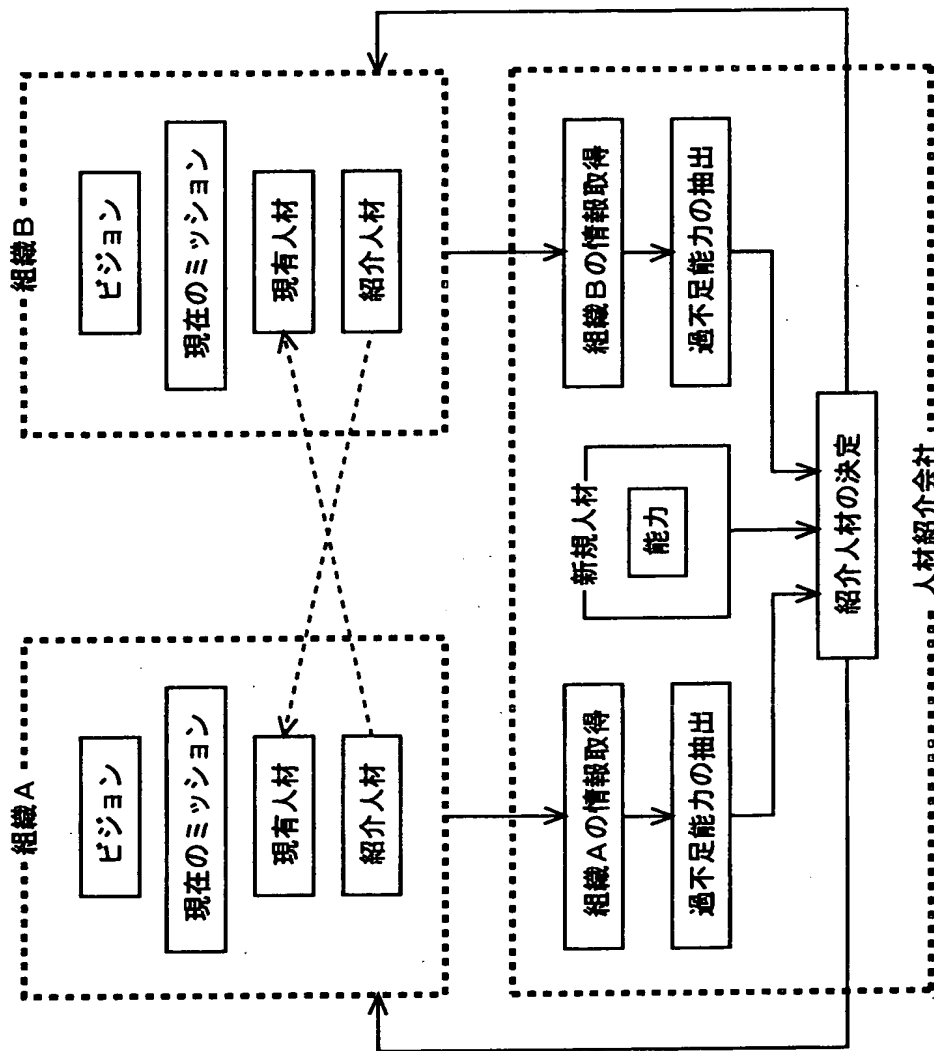 組織A
ビジョン
現在のミッション
現有人材
紹介人材
組織B
ビジョン
現在のミッション
現有人材
紹介人材
組織Aの情報取得
過不足能力の抽出
新規人材
能力
組織Bの情報取得
過不足能力の抽出
紹介人材の決定
人材紹介会社